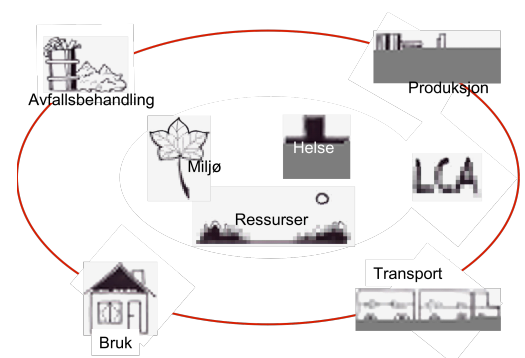 Avfallsbehandling
Produksjon
Miljø
Helse
LCA
Ressurser
Transport
Bruk